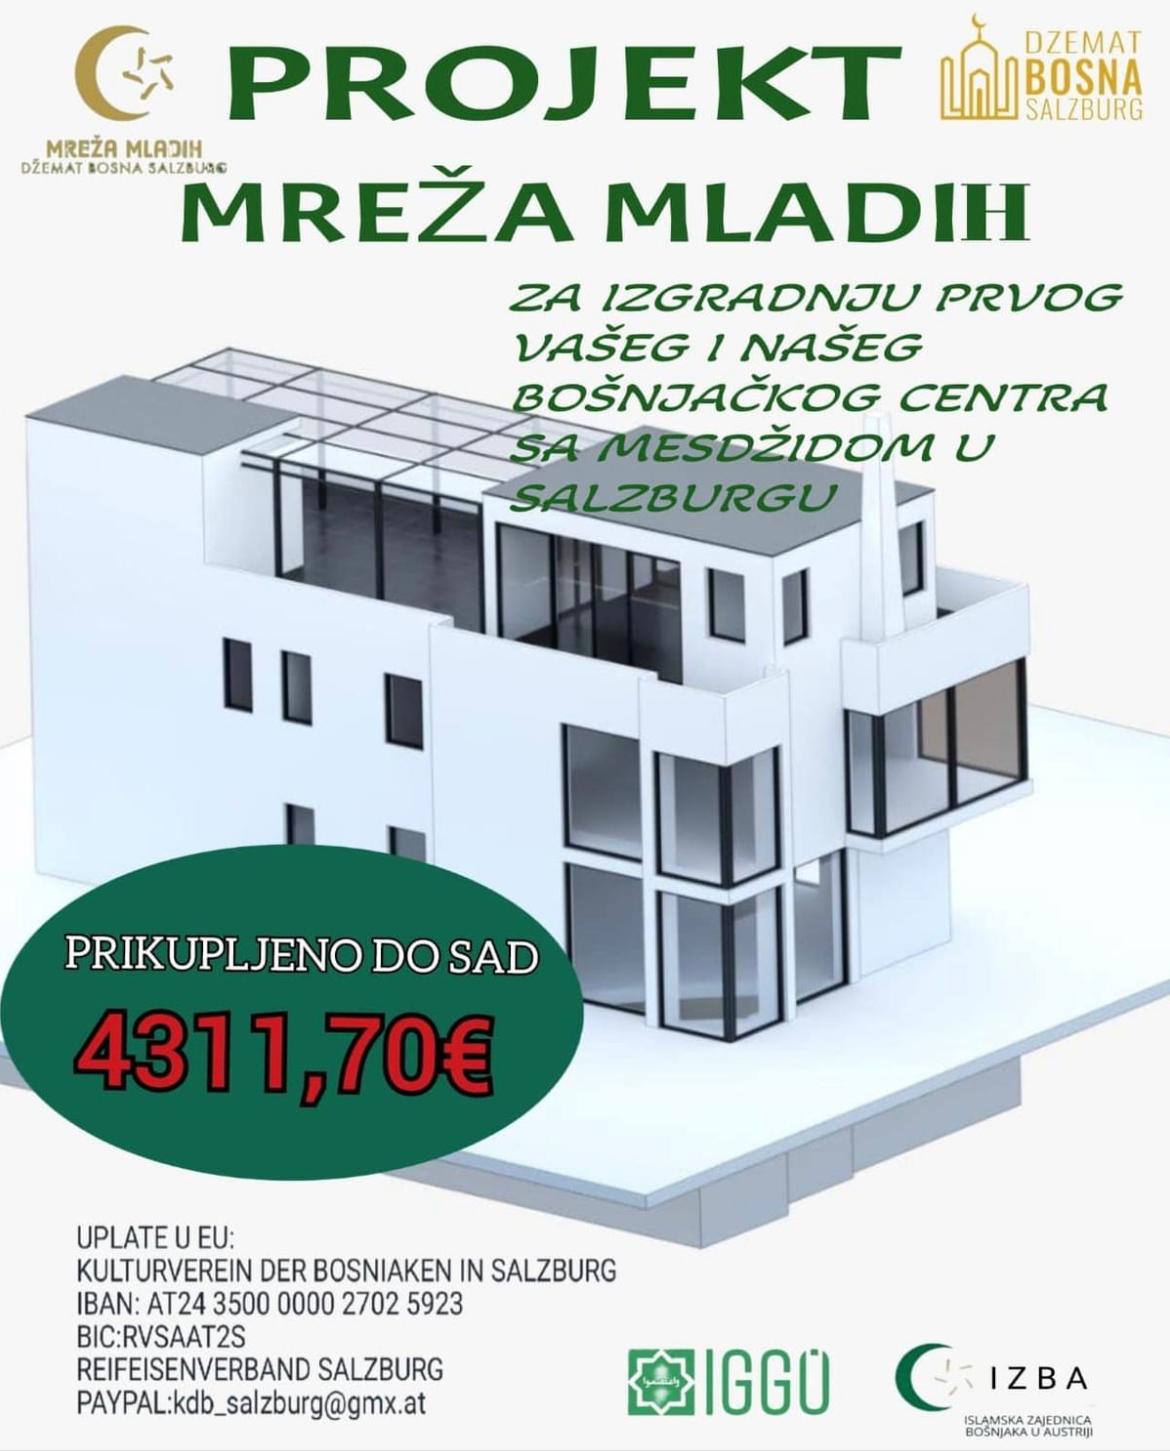 PROJEKT
MREŽA MLADIH
DŽEMAT BOSNA SALZBURG
DZEMAT
BOSNA
SALZBURG
MREŽA MLADIH
ZA IZGRADNJU PRVOG
VAŠEG I NAŠEG
BOŠNJAČKOG CENTRA
SA MESDŽIDOM U
SALZBURGU
PRIKUPLJENO DO SAD
4311,70€
UPLATE U EU:
KULTURVEREIN DER BOSNIAKEN IN SALZBURG
IBAN: AT24 3500 0000 2702 5923
BIC:RVSAAT2S
REIFEISENVERBAND SALZBURG
PAYPAL:kdb_salzburg@gmx.at
IGGÖ
IZBA
ISLAMSKA ZAJEDNICA
BOŠNJAKA U AUSTRIJI